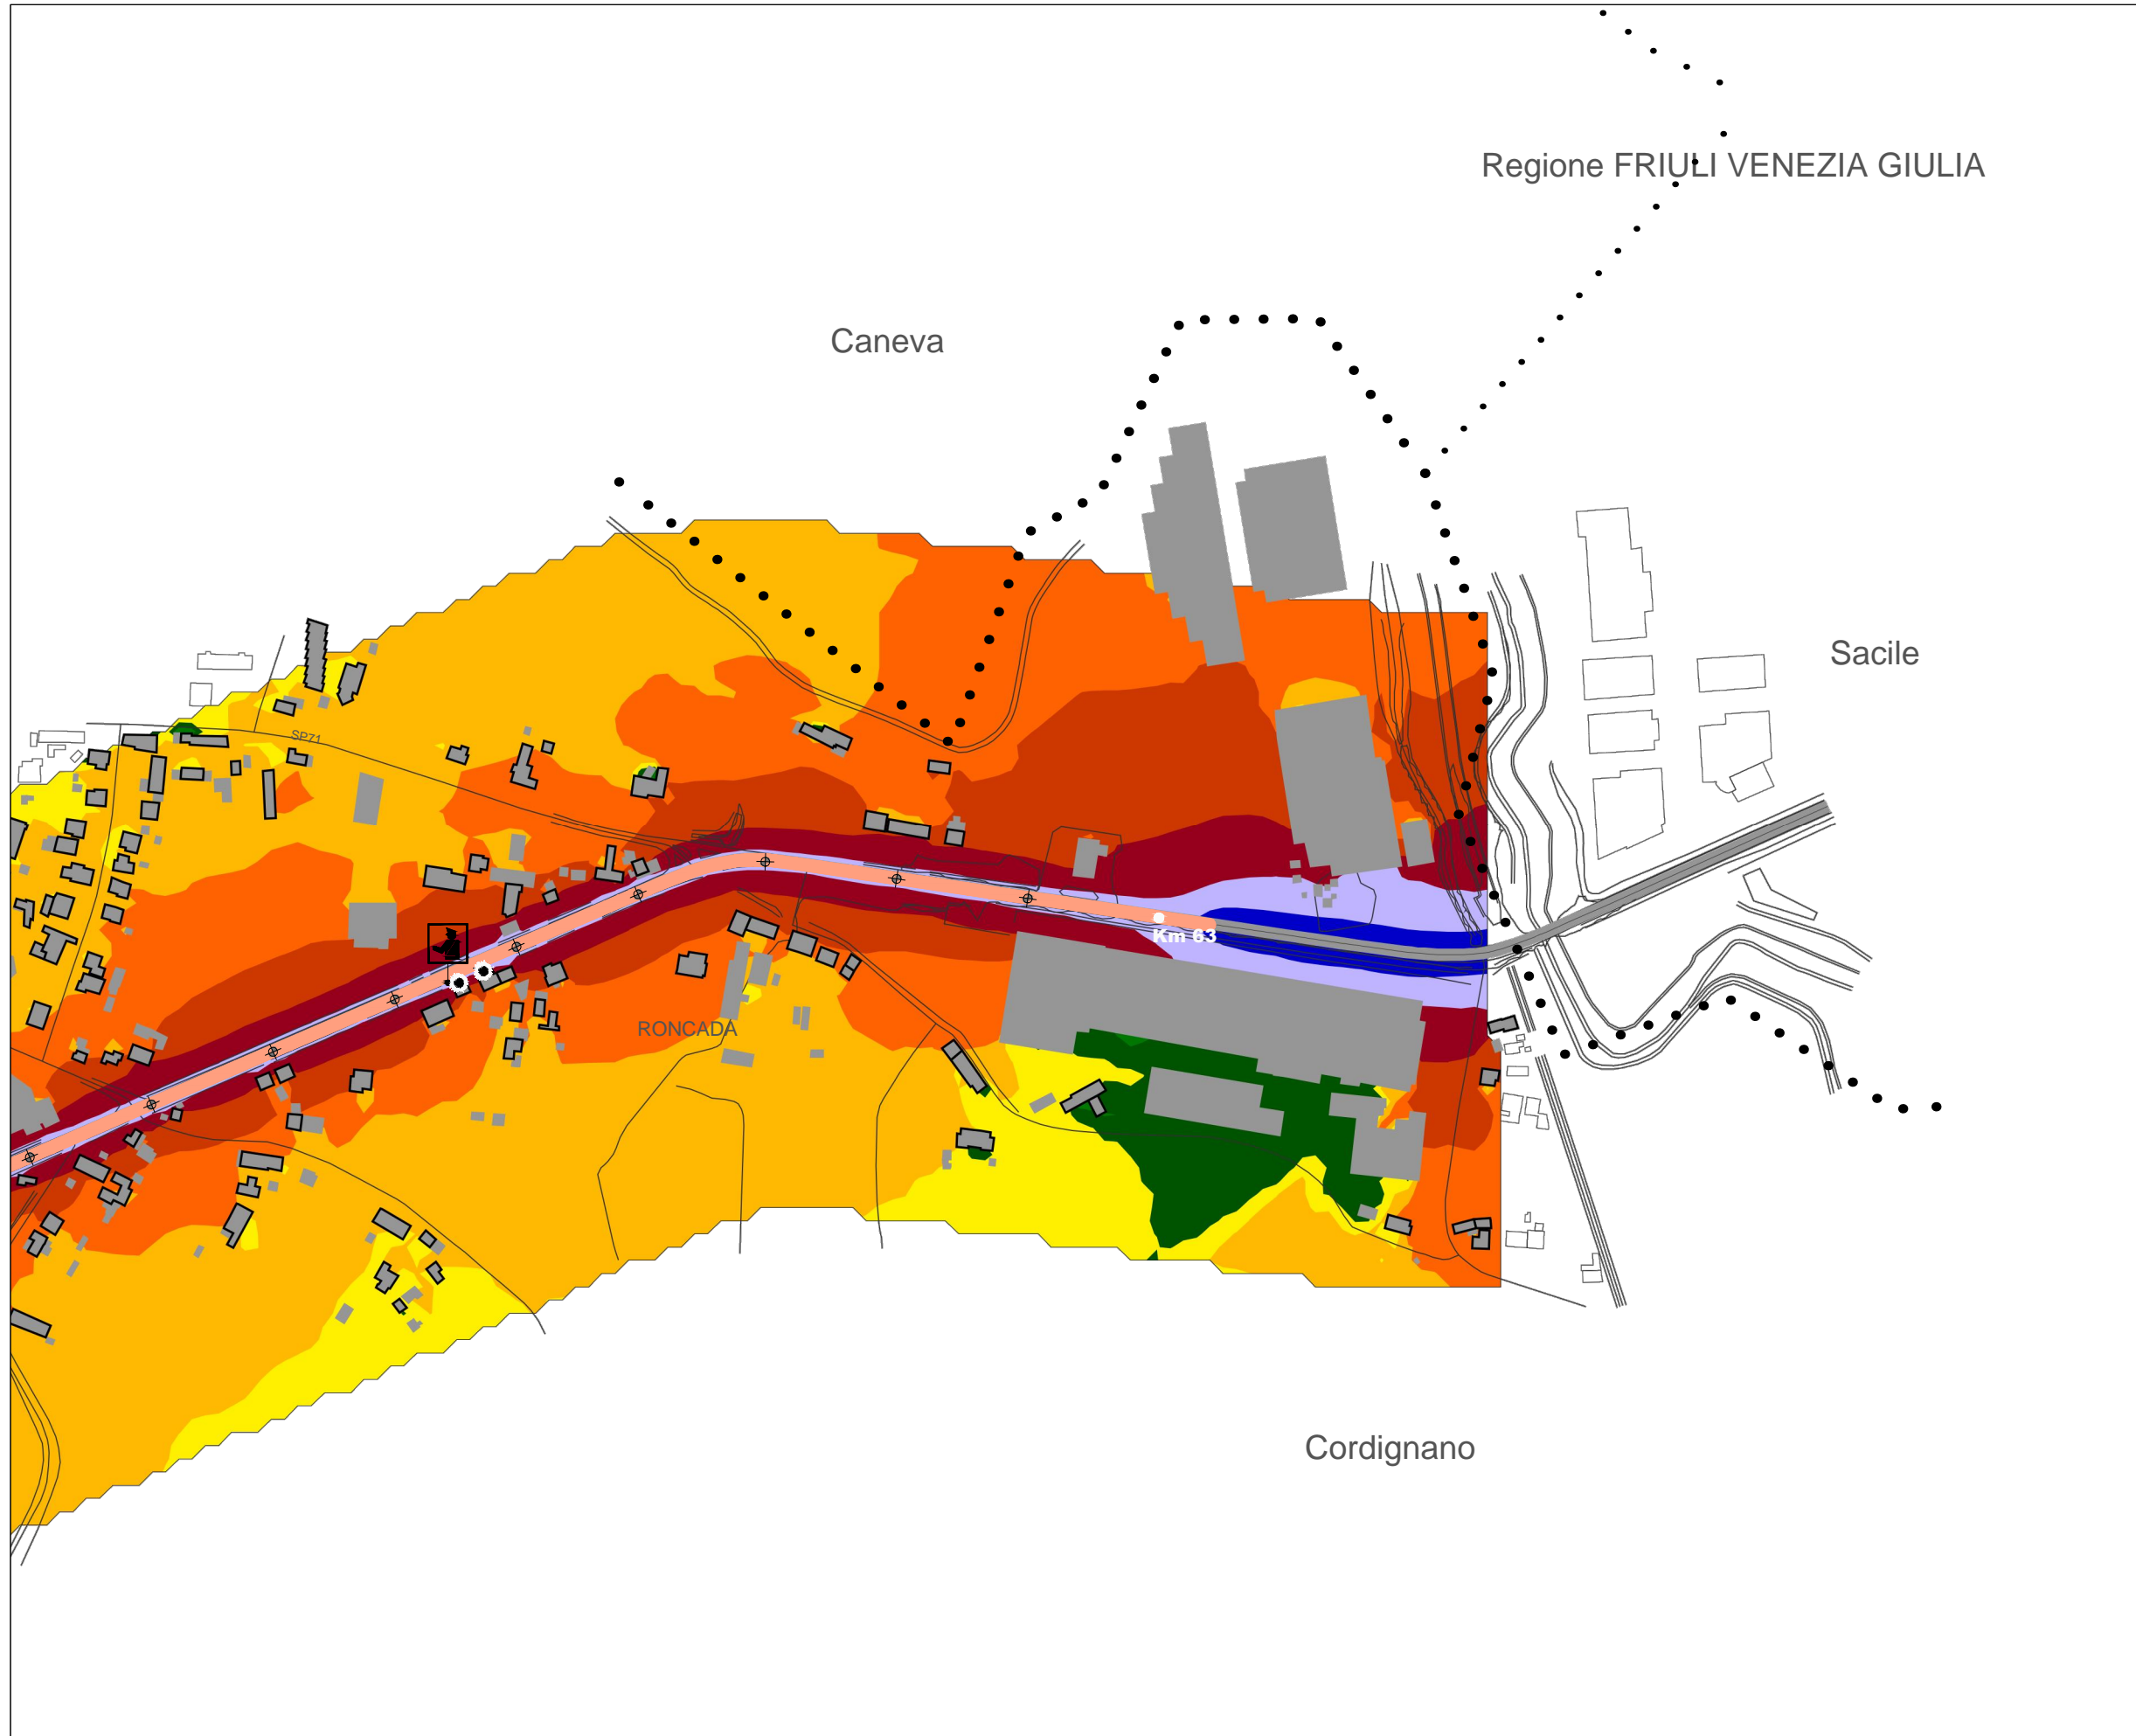 Regione FRIULI VENEZIA GIULIA
Caneva
Sacile
SP71
Km 63
RONCADA
Cordignano